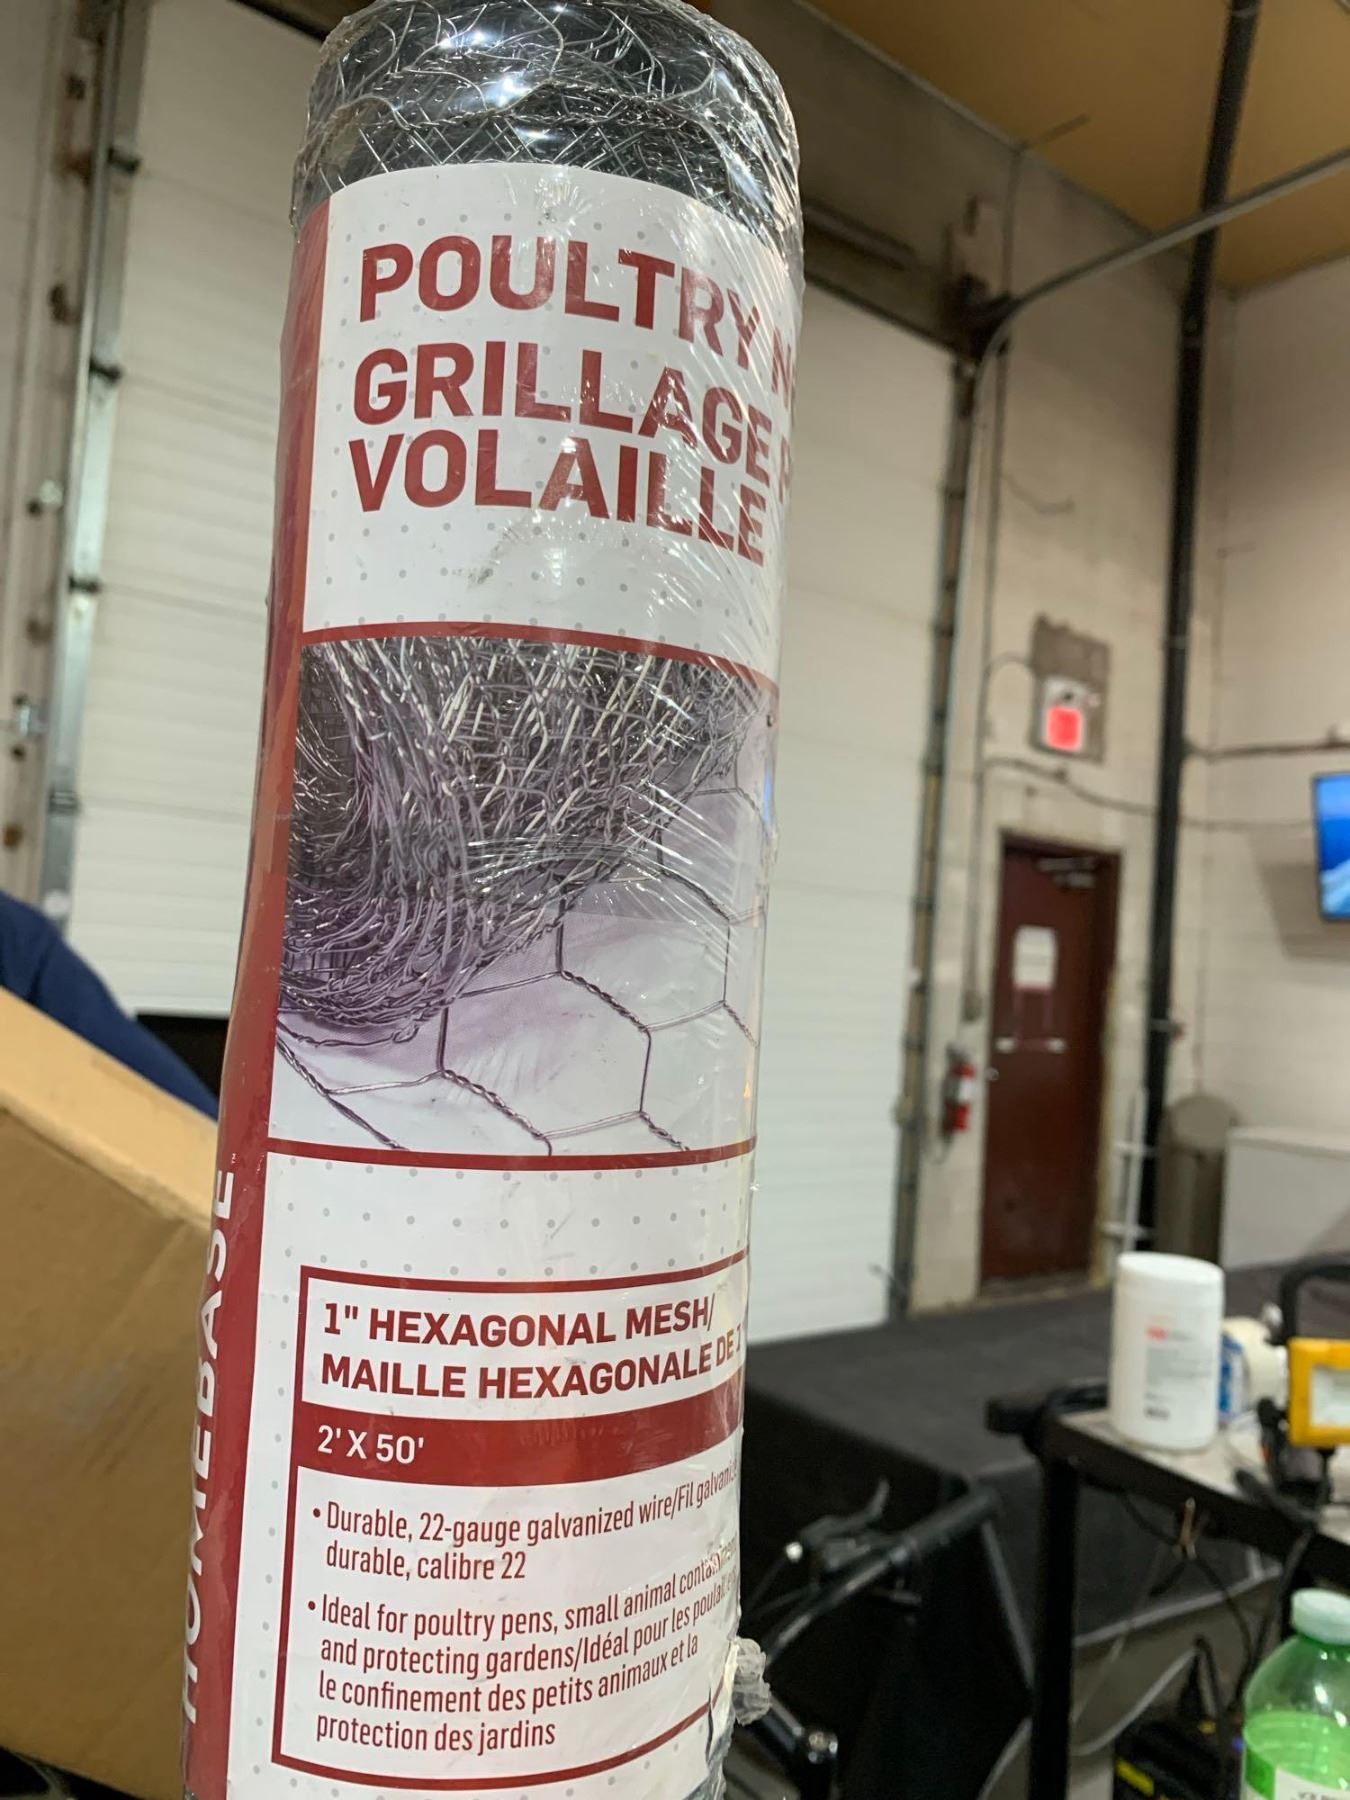 POULTRY
GRILLAGE
VOLAILLE
HOMEBASE
1" HEXAGONAL MESH/
MAILLE HEXAGONALE DE 1"
2' X 50'
• Durable, 22-gauge galvanized wire/Fil
durable, calibre 22
• Ideal for poultry pens, small animal
and protecting gardens/Idéal pour les
le confinement des petits animaux et la
protection des jardins